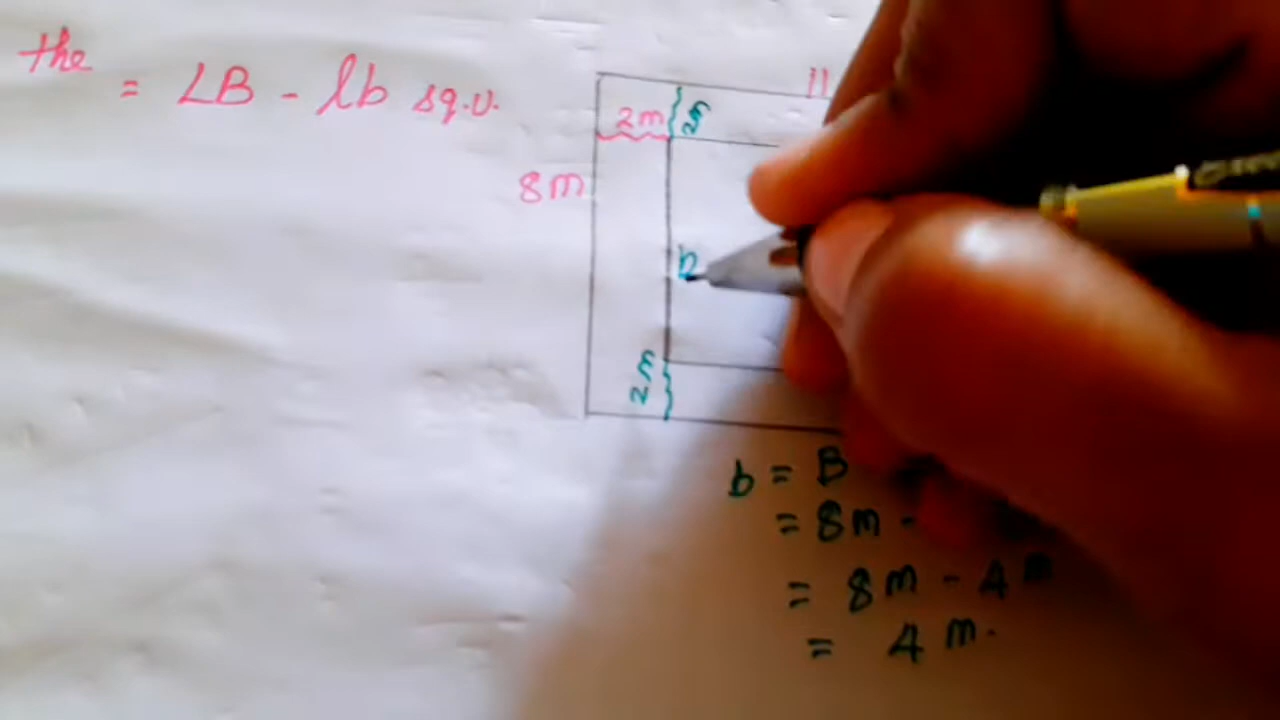 the = LB - lb sq.u.
11
2m 2m
8m
b
2m
b = B
= 8m -
= 8m - 4m
= 4m.